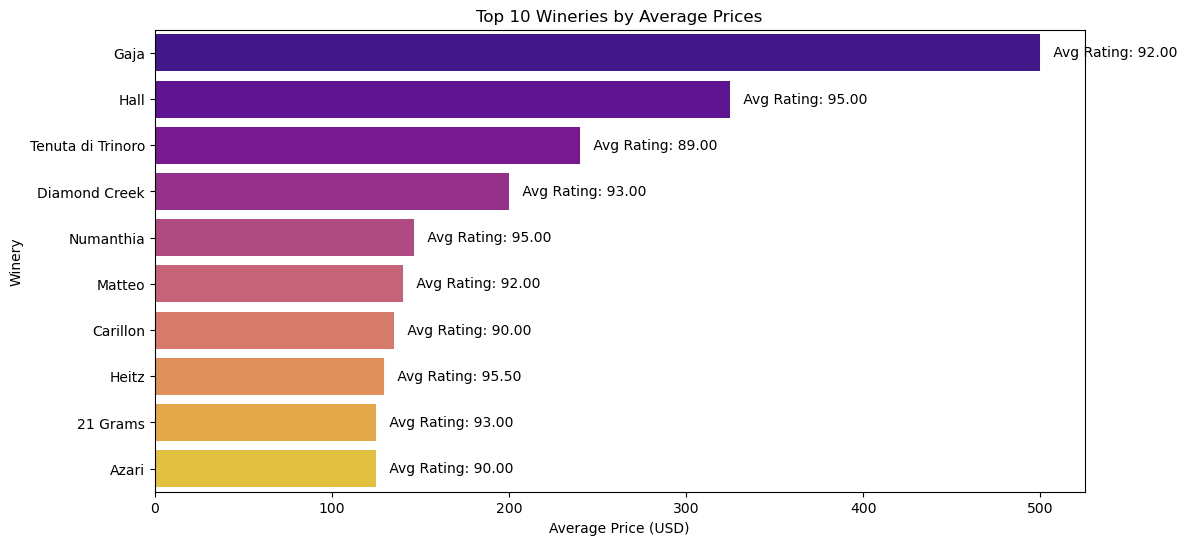 Top 10 Wineries by Average Prices
Gaja
Avg Rating: 92.00
Hall
Avg Rating: 95.00
Tenuta di Trinoro
Avg Rating: 89.00
Diamond Creek
Avg Rating: 93.00
Numanthia
Avg Rating: 95.00
Matteo
Avg Rating: 92.00
Carillon
Avg Rating: 90.00
Heitz
Avg Rating: 95.50
21 Grams
Avg Rating: 93.00
Azari
Avg Rating: 90.00
Winery
0
100
200
300
400
500
Average Price (USD)